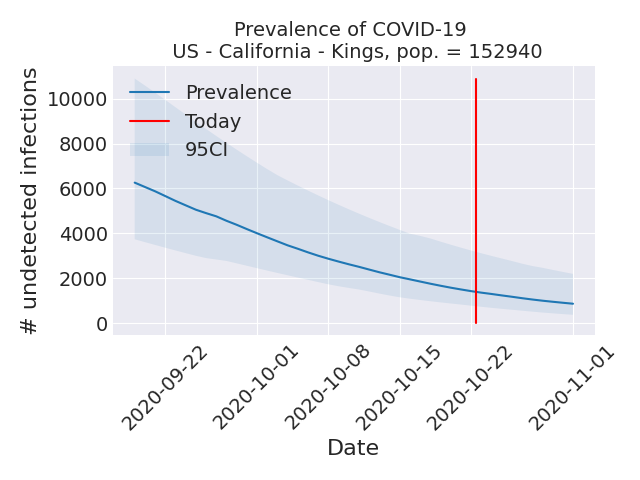 Prevalence of COVID-19
US - California - Kings, pop. = 152940
# undetected infections
10000
8000
6000
4000
2000
0
Prevalence
Today
95CI
2020-09-22
2020-10-01
2020-10-08
2020-10-15
2020-10-22
2020-11-01
Date